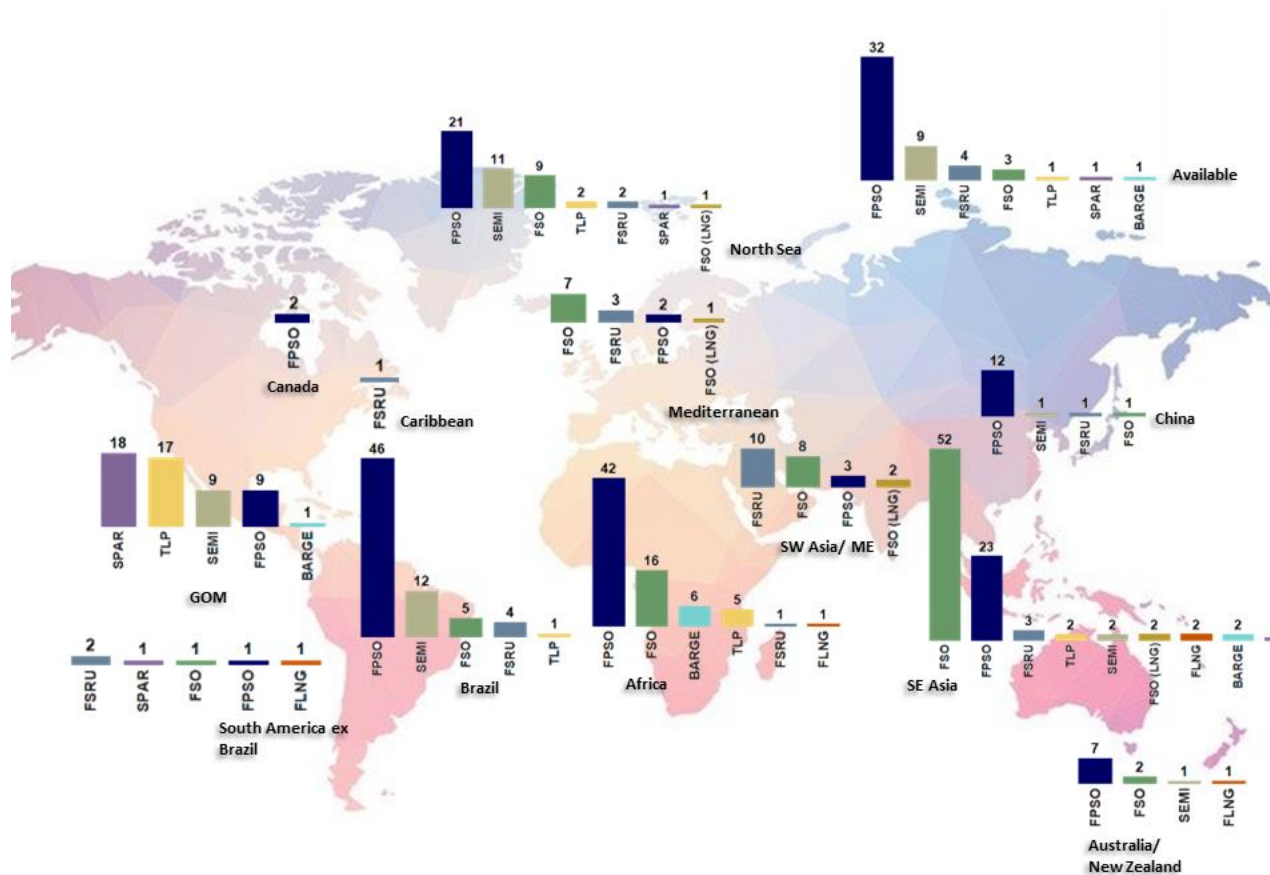 32
9
4
3
1
1
1
FPSO
SEMI
FSRU
FSO
TLP
SPAR
BARGE
Available
21
11
9
2
2
1
1
FPSO
SEMI
FSO
TLP
FSRU
SPAR
FSO (LNG)
North Sea
2
FPSO
Canada
7
3
2
1
FSO
FSRU
FPSO
FSO (LNG)
Mediterranean
1
FSRU
Caribbean
12
1
1
1
FPSO
SEMI
FSRU
FSO
China
18
17
9
9
1
SPAR
TLP
SEMI
FPSO
BARGE
GOM
46
12
5
4
1
FPSO
SEMI
FSO
FSRU
TLP
Brazil
42
16
6
5
1
1
FPSO
FSO
BARGE
TLP
FSRU
FLNG
Africa
10
8
3
2
FSRU
FSO
FPSO
FSO (LNG)
SW Asia/ ME
52
23
3
2
2
2
2
2
FSO
FPSO
FSRU
TLP
SEMI
FSO (LNG)
FLNG
BARGE
SE Asia
2
1
1
1
1
FSRU
SPAR
FSO
FPSO
FLNG
South America ex
Brazil
7
2
1
1
FPSO
FSO
SEMI
FLNG
Australia/
New Zealand